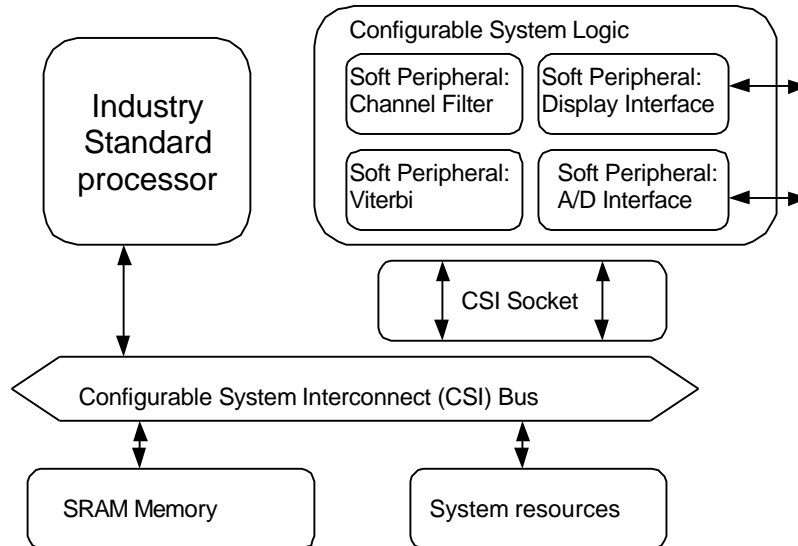 Industry
Standard
processor
Configurable System Logic
Soft Peripheral:
Channel Filter
Soft Peripheral:
Display Interface
Soft Peripheral:
Viterbi
Soft Peripheral:
A/D Interface
CSI Socket
Configurable System Interconnect (CSI) Bus
SRAM Memory
System resources